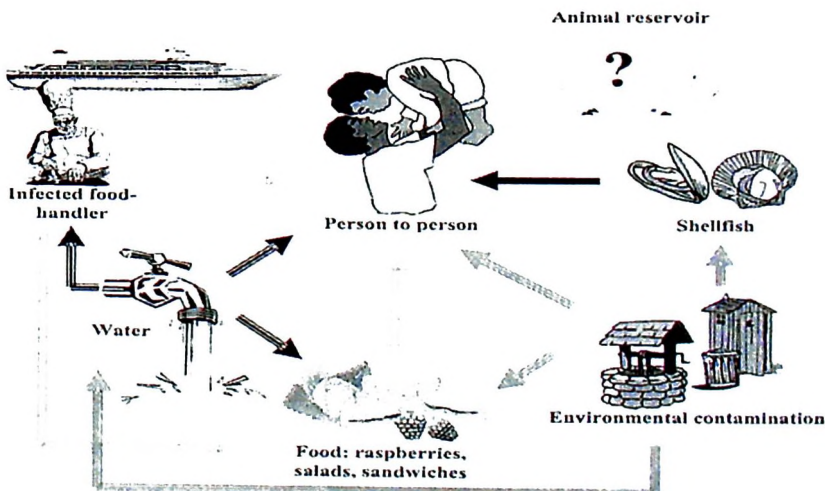 Animal reservoir
?
Infected food-
handler
Person to person
Shellfish
Water
Environmental contamination
Food: raspberries,
salads, sandwiches